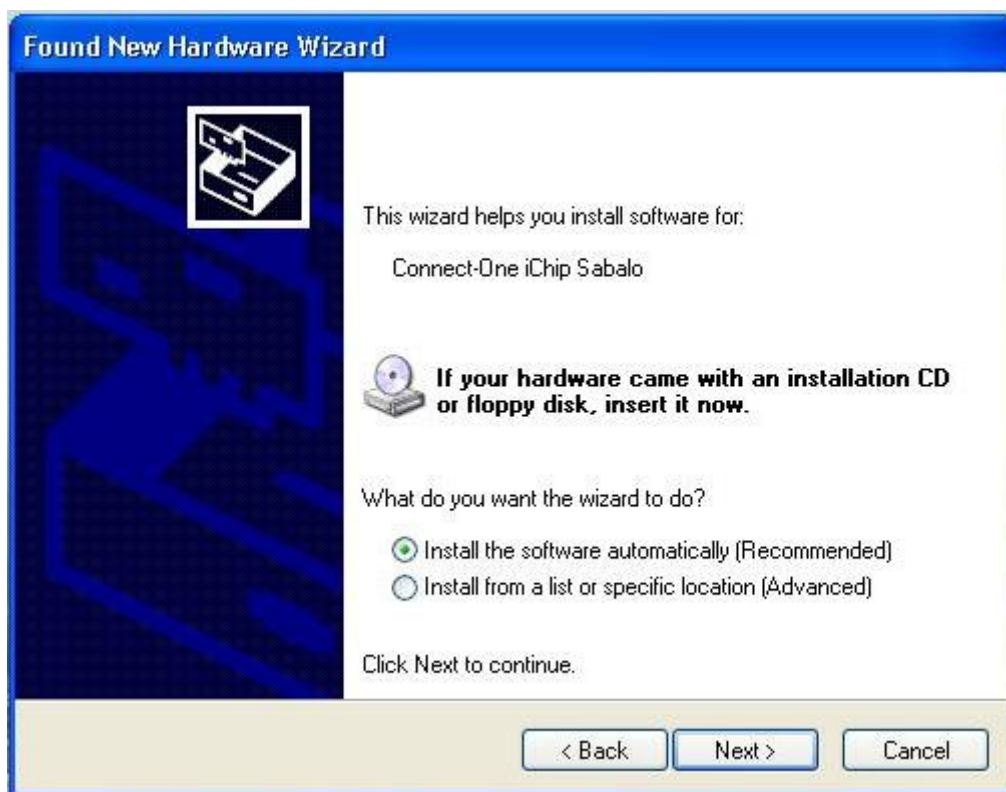 Found New Hardware Wizard
This wizard helps you install software for:
Connect-One iChip Sabalo
If your hardware came with an installation CD
or floppy disk, insert it now.
What do you want the wizard to do?
Install the software automatically (Recommended)
Install from a list or specific location (Advanced)
Click Next to continue.
< Back Next > Cancel